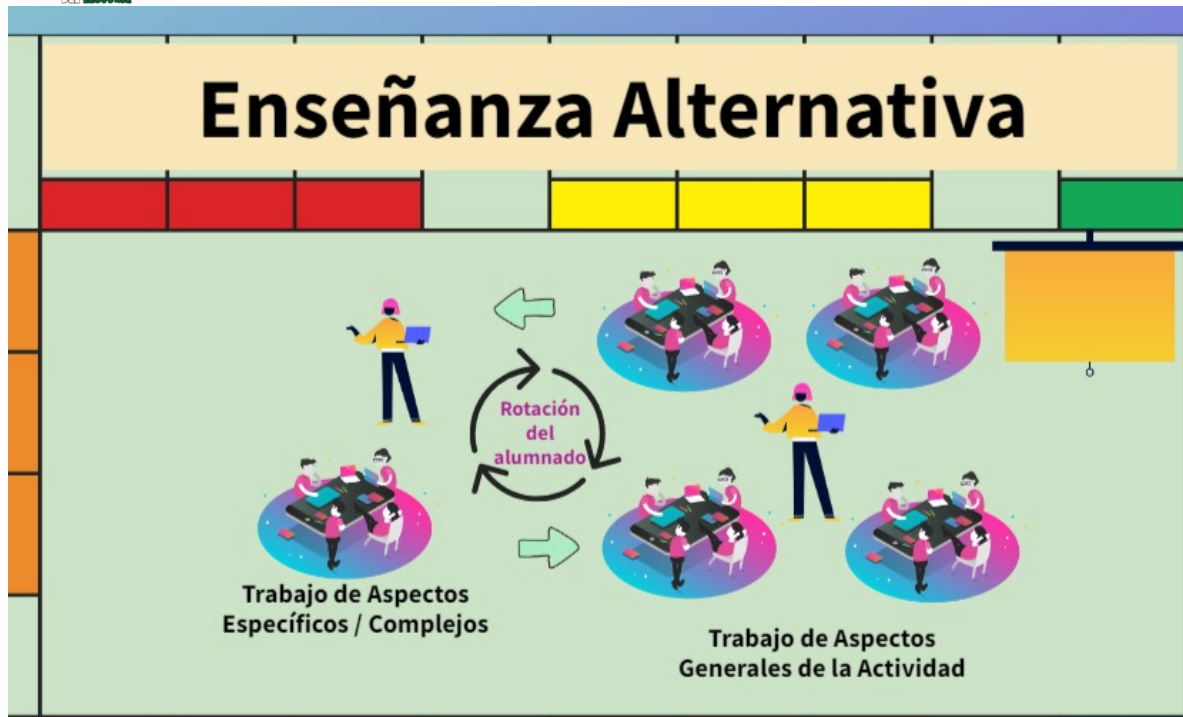 Enseñanza Alternativa
Rotación
del
alumnado
Trabajo de Aspectos
Específicos / Complejos
Trabajo de Aspectos
Generales de la Actividad